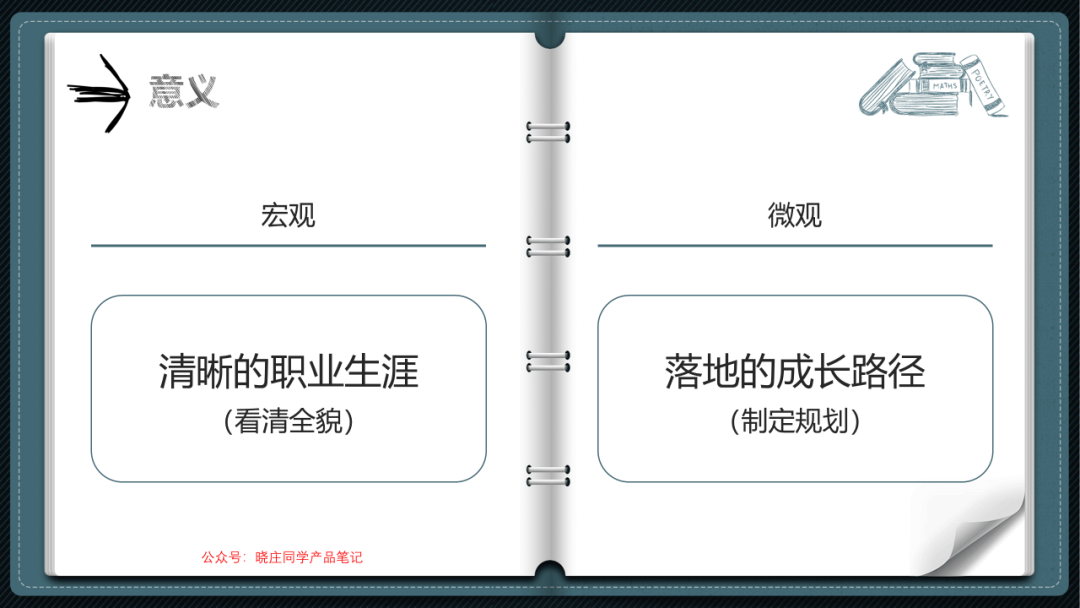 意义
MATHS
POETRY
宏观
清晰的职业生涯
（看清全貌）
微观
落地的成长路径
（制定规划）
公众号：晓庄同学产品笔记